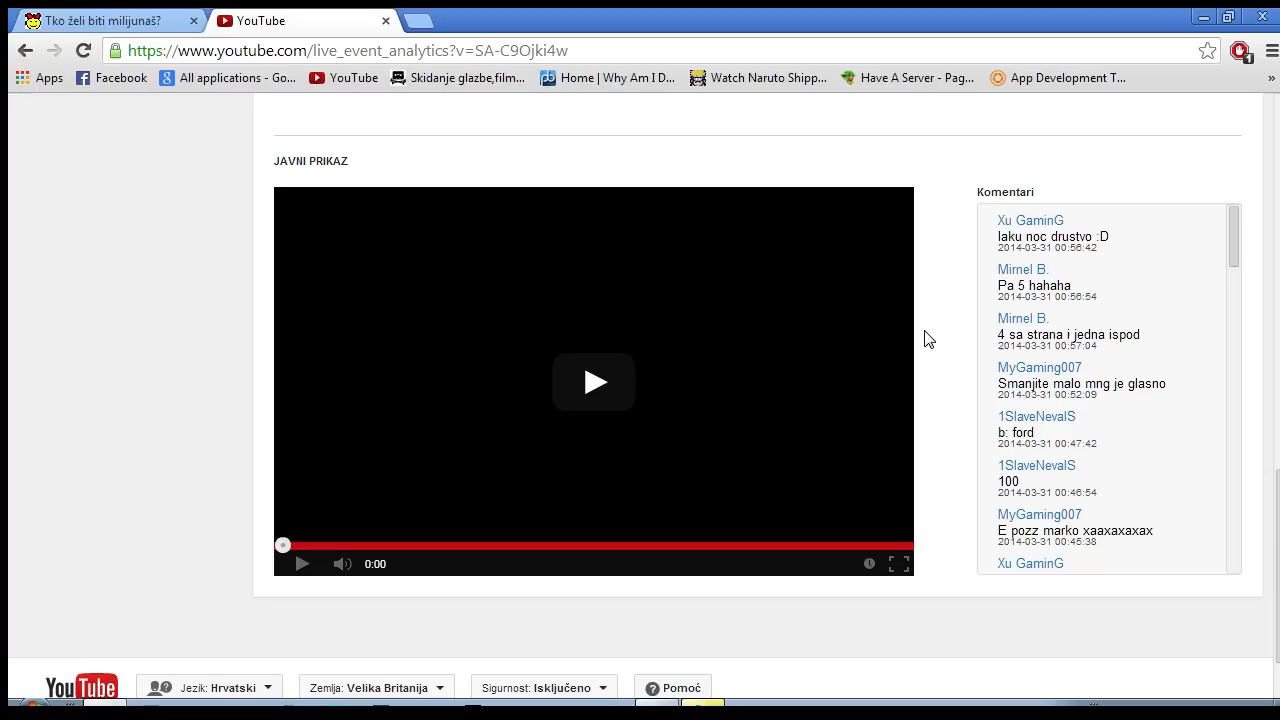 Tko želi biti milijunaš?
YouTube
https://www.youtube.com/live_event_analytics?v=SA-C9Ojki4w
1
Apps
Facebook
All applications - Go...
YouTube
Skidanje glazbe,film...
Home | Why Am I D...
Watch Naruto Shipp...
Have A Server - Pag...
App Development T...
»
JAVNI PRIKAZ
Komentari
Xu GaminG
laku noc drustvo :D
2014-03-31 00:56:42
Mirnel B.
Pa 5 hahaha
2014-03-31 00:56:54
Mirnel B.
4 sa strana i jedna ispod
2014-03-31 00:57:04
MyGaming007
Smanjite malo mng je glasno
2014-03-31 00:52:09
1SlaveNevalS
b: ford
2014-03-31 00:47:42
1SlaveNevalS
100
2014-03-31 00:46:54
MyGaming007
E pozz marko xaaxaxaxax
2014-03-31 00:45:38
Xu GaminG
0:00
YouTube
Jezik: Hrvatski
Zemlja: Velika Britanija
Sigurnost: Isključeno
Pomoć